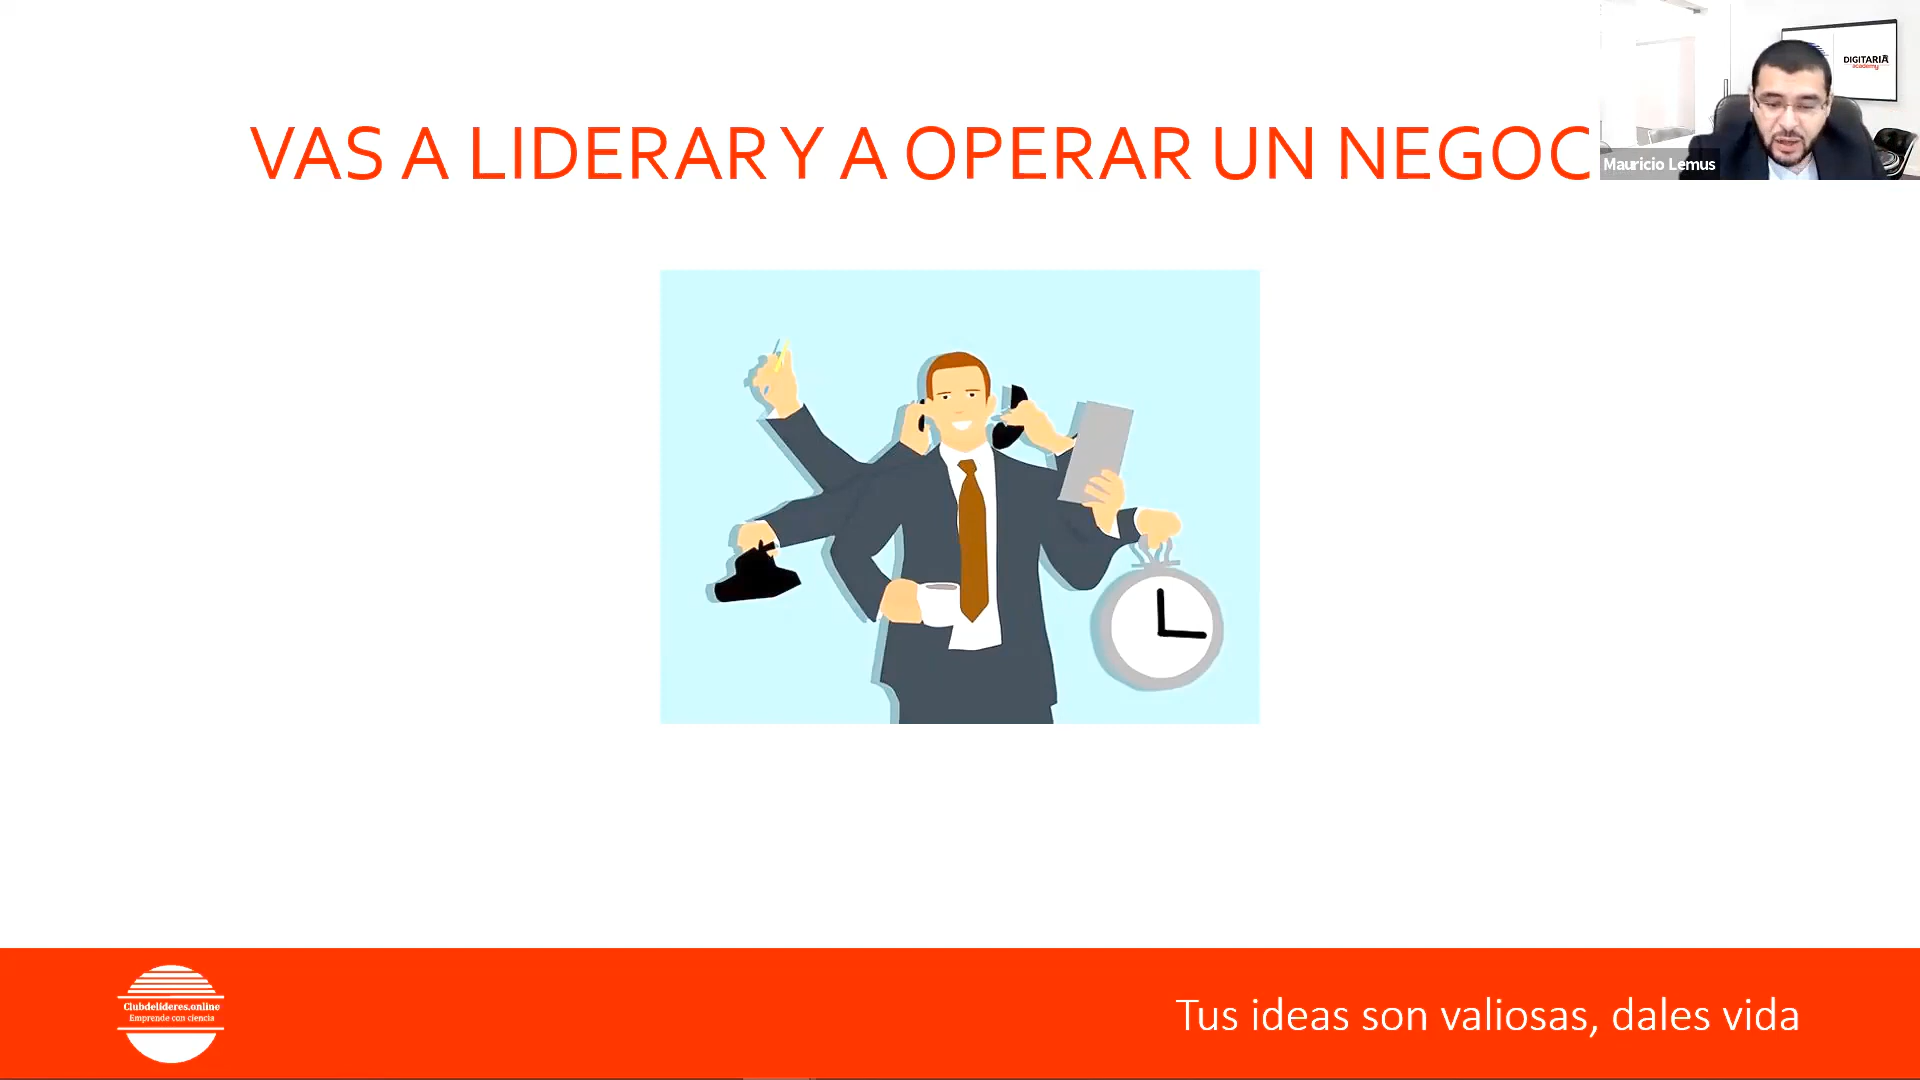 VAS A LIDERAR Y A OPERAR UN NEGOC
DIGITARIA
academy
Mauricio Lemus
Clubdelideres.online
Emprende con ciencia
Tus ideas son valiosas, dales vida